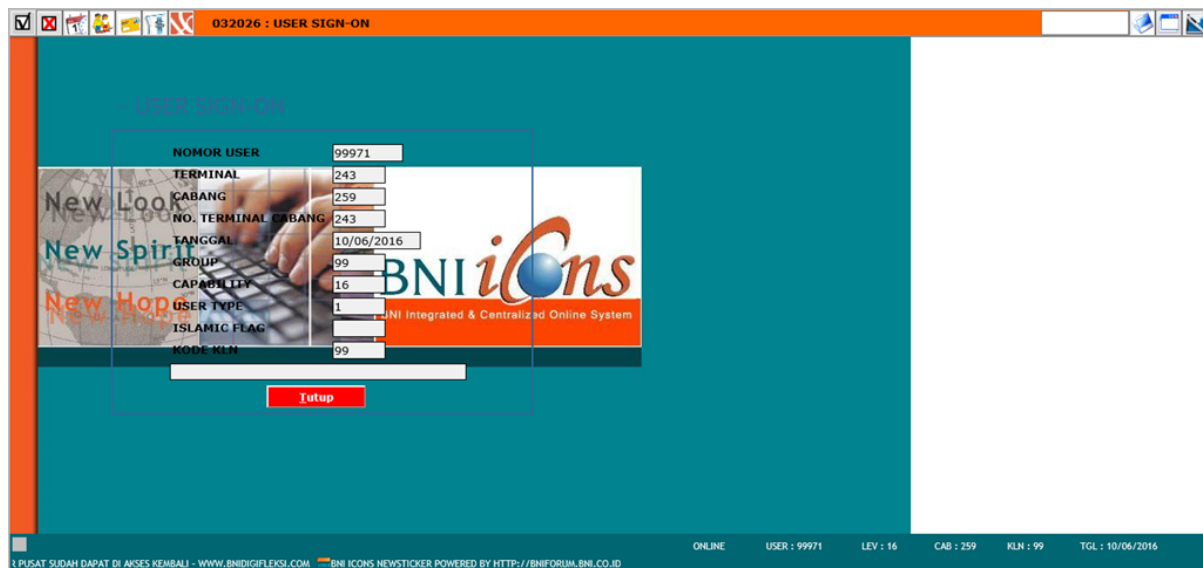 032026 : USER SIGN-ON
- USER SIGN-ON
NOMOR USER 99971
TERMINAL 243
CABANG 259
NO. TERMINAL CABANG 243
TANGGAL 10/06/2016
GROUP 99
CAPABILITY 16
USER TYPE 1
ISLAMIC FLAG
KODE KLN 99
Tutup
New Look
New Spirit
New Hope
BNI icons
BNI Integrated & Centralized Online System
ONLINE USER : 99971 LEV : 16 CAB : 259 KLN : 99 TGL : 10/06/2016
PUSAT SUDAH DAPAT DI AKSES KEMBALI - WWW.BNIDIGIFLEKSI.COM BNI ICONS NEWSTICKER POWERED BY HTTP://BNIFORUM.BNI.CO.ID